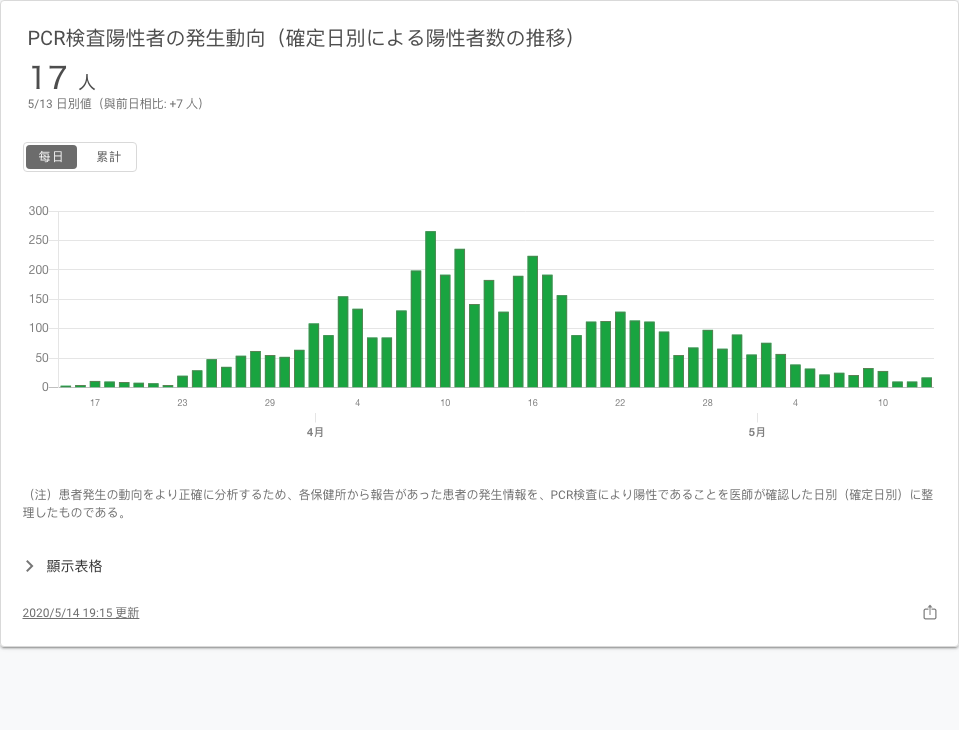 PCR検査陽性者の発生動向（確定日別による陽性者数の推移）
17 人
5/13 日別値（與前日相比: +7 人）
每日 累計
300
250
200
150
100
50
0
17 23 29 4 10 16 22 28 4 10
4月 5月
（注）患者発生の動向をより正確に分析するため、各保健所から報告があった患者の発生情報を、PCR検査により陽性であることを医師が確認した日別（確定日別）に整
理したものである。
顯示表格
2020/5/14 19:15 更新